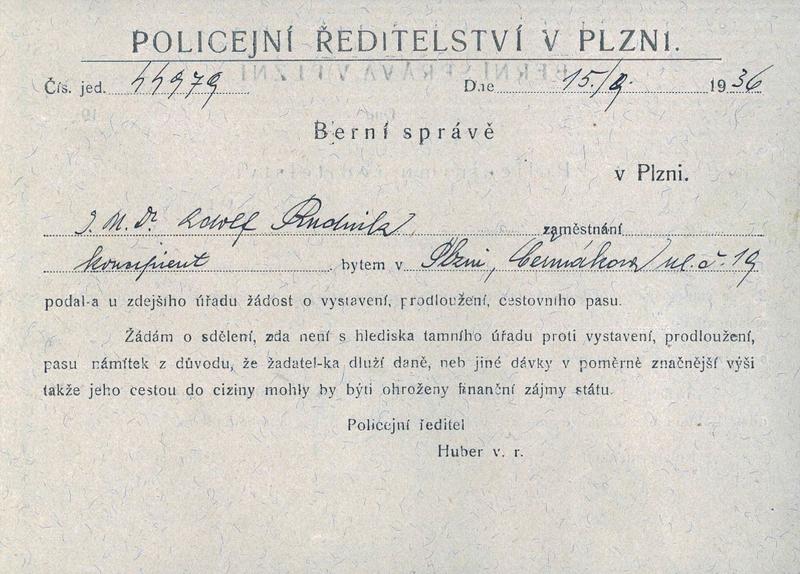 POLICEJNÍ ŘEDITELSTVÍ V PLZNI.
Čís. jed. 44979 Dne 15./9. 1936
Berní správě
v Plzni.
J. U. Dr. Adolf Rudnik zaměstnání
koncipient bytem v Plzni, Čermákova ul. č. 19
podal-a u zdejšího úřadu žádost o vystavení, prodloužení, cestovního pasu.
Žádám o sdělení, zda není s hlediska tamního úřadu proti vystavení, prodloužení,
pasu námitek z důvodu, že žadatel-ka dluží daně, neb jiné dávky v poměrně značnější výši
takže jeho cestou do ciziny mohly by býti ohroženy finanční zájmy státu.
Policejní ředitel
Huber v. r.